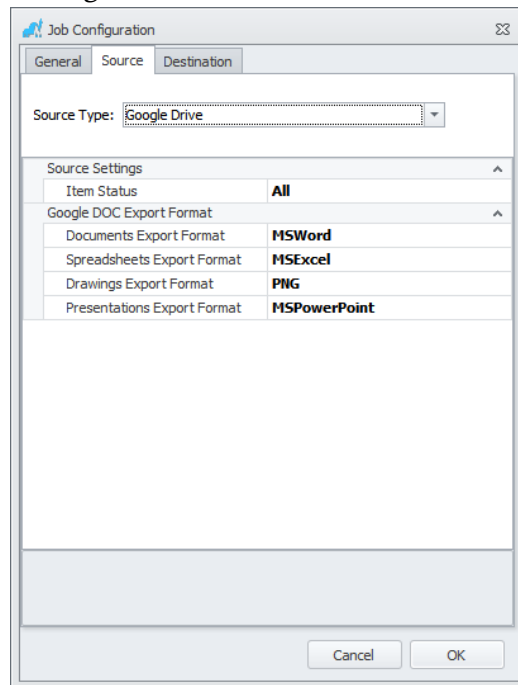 Job Configuration
General Source Destination
Source Type: Google Drive
Source Settings
Item Status All
Google DOC Export Format
Documents Export Format MSWord
Spreadsheets Export Format MSExcel
Drawings Export Format PNG
Presentations Export Format MSPowerPoint
Cancel OK